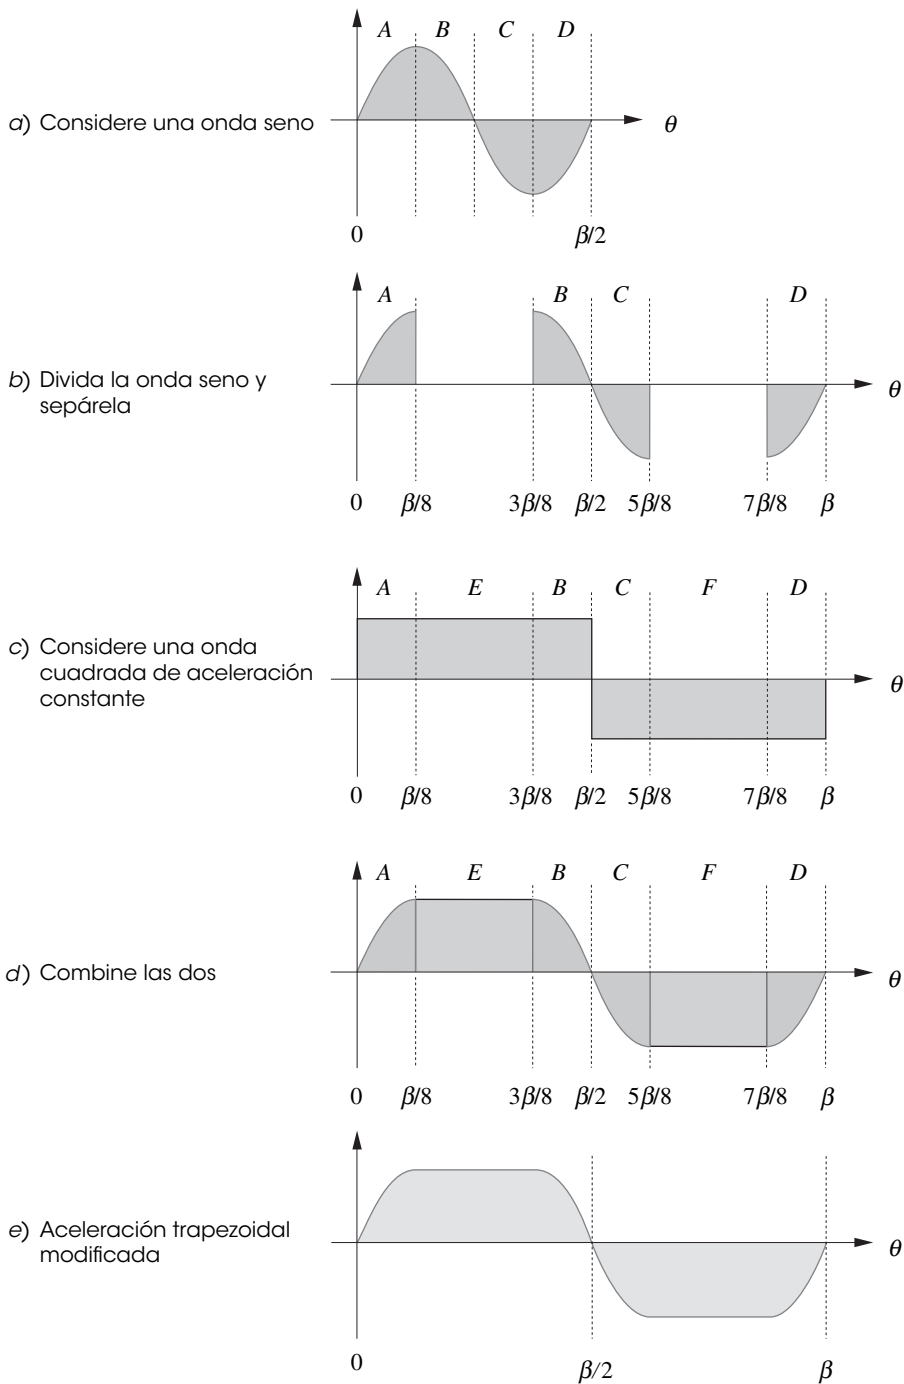 A B C D
a) Considere una onda seno
θ
0 β/2
A B C D
b) Divida la onda seno y
sepárela
θ
0 β/8 3β/8 β/2 5β/8 7β/8 β
A E B C F D
c) Considere una onda
cuadrada de aceleración
constante
θ
0 β/8 3β/8 β/2 5β/8 7β/8 β
A E B C F D
d) Combine las dos
θ
0 β/8 3β/8 β/2 5β/8 7β/8 β
e) Aceleración trapezoidal
modificada
θ
0 β/2 β